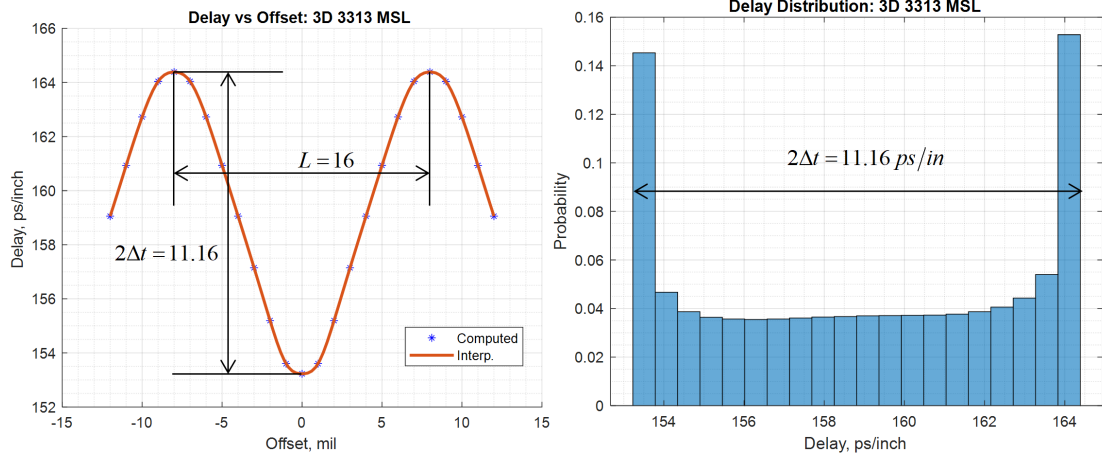 Delay vs Offset: 3D 3313 MSL
166
164
162
160
158
156
154
152
Delay, ps/inch
L = 16
2Δt = 11.16
Computed
Interp.
-15
-10
-5
0
5
10
15
Offset, mil
Delay Distribution: 3D 3313 MSL
0.16
0.14
0.12
0.1
0.08
0.06
0.04
0.02
0
Probability
2Δt = 11.16 ps/in
154
156
158
160
162
164
Delay, ps/inch